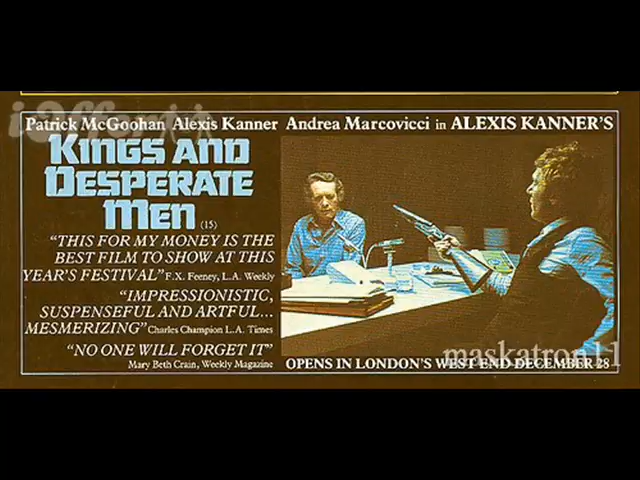 iOffer
Patrick McGoohan Alexis Kanner Andrea Marcovicci in ALEXIS KANNER'S
KINGS AND
DESPERATE
MEN (15)
"THIS FOR MY MONEY IS THE
BEST FILM TO SHOW AT THIS
YEAR'S FESTIVAL" F.X. Feeney, L.A. Weekly
"IMPRESSIONISTIC,
SUSPENSEFUL AND ARTFUL...
MESMERIZING" Charles Champion L.A. Times
"NO ONE WILL FORGET IT"
Mary Beth Crain, Weekly Magazine
maskatron11
OPENS IN LONDON'S WEST END DECEMBER 28